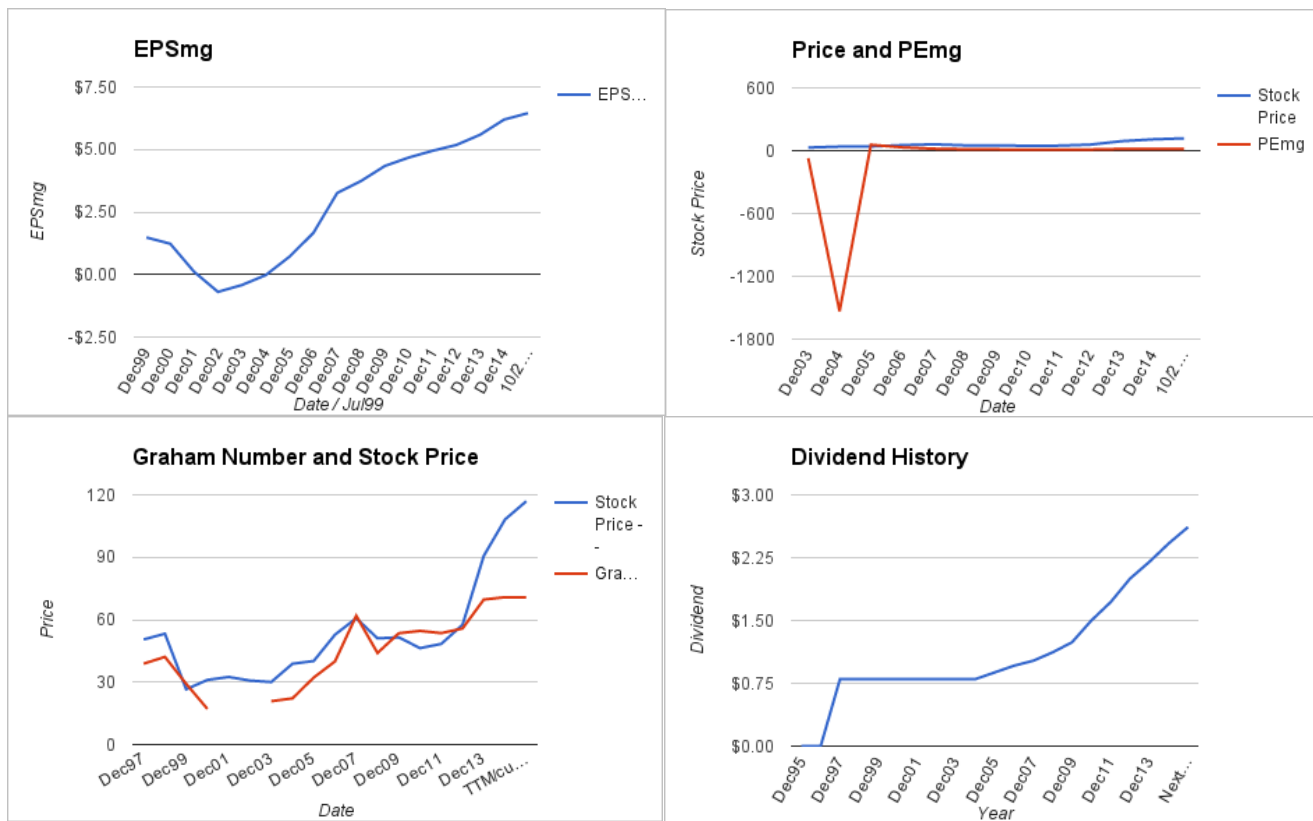 EPSmg
$7.50
$5.00
$2.50
$0.00
-$2.50
EPSmg
EPS...
Dec99
Dec00
Dec01
Dec02
Dec03
Dec04
Dec05
Dec06
Dec07
Dec08
Dec09
Dec10
Dec11
Dec12
Dec13
Dec14
10/2...
Date / Jul99
Price and PEmg
600
0
-600
-1200
-1800
Stock Price
Stock
Price
PEmg
Dec03
Dec04
Dec05
Dec06
Dec07
Dec08
Dec09
Dec10
Dec11
Dec12
Dec13
Dec14
10/2...
Date
Graham Number and Stock Price
120
90
60
30
0
Price
Stock
Price -
-
Gra...
Dec97
Dec99
Dec01
Dec03
Dec05
Dec07
Dec09
Dec11
Dec13
TTM/cu...
Date
Dividend History
$3.00
$2.25
$1.50
$0.75
$0.00
Dividend
Dec95
Dec97
Dec99
Dec01
Dec03
Dec05
Dec07
Dec09
Dec11
Dec13
Next...
Year